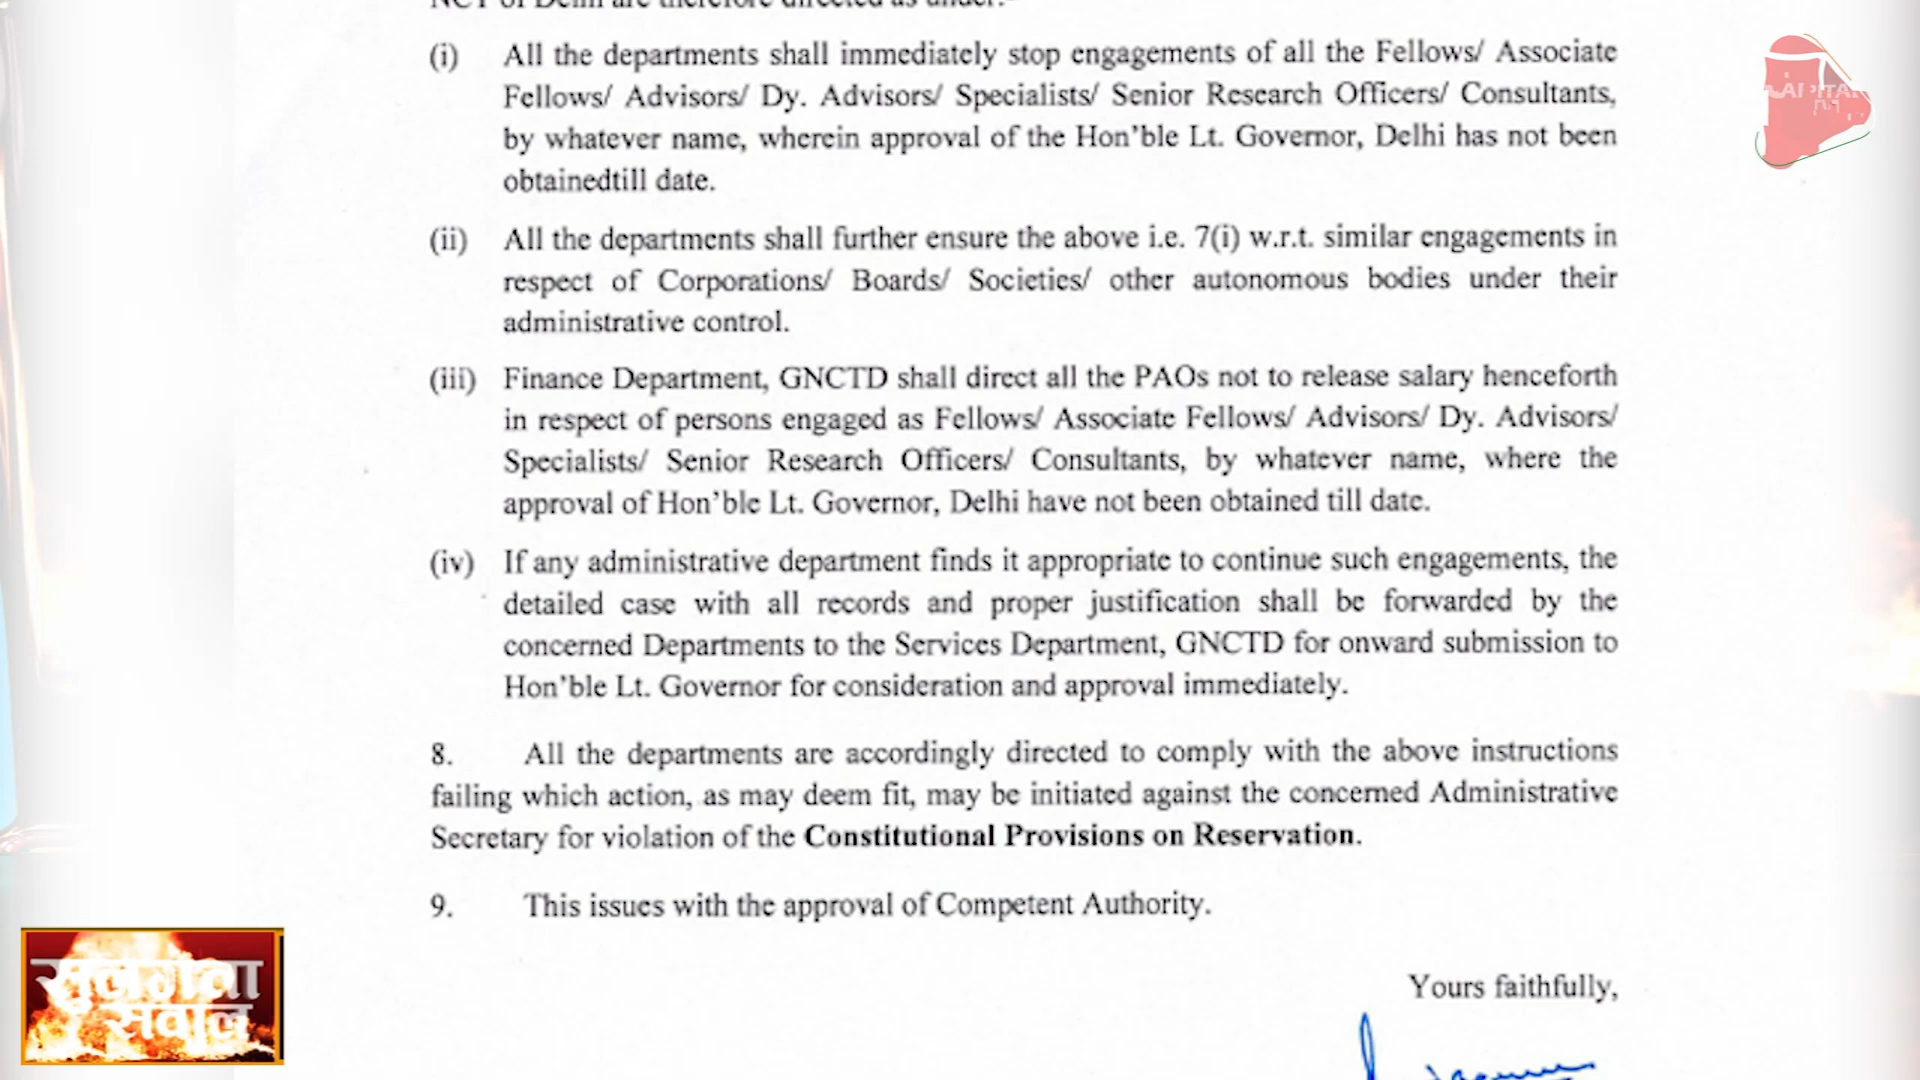 NCT of Delhi are therefore directed as under:-
(i) All the departments shall immediately stop engagements of all the Fellows/ Associate
Fellows/ Advisors/ Dy. Advisors/ Specialists/ Senior Research Officers/ Consultants,
by whatever name, wherein approval of the Hon'ble Lt. Governor, Delhi has not been
obtainedtill date.
(ii) All the departments shall further ensure the above i.e. 7(i) w.r.t. similar engagements in
respect of Corporations/ Boards/ Societies/ other autonomous bodies under their
administrative control.
(iii) Finance Department, GNCTD shall direct all the PAOs not to release salary henceforth
in respect of persons engaged as Fellows/ Associate Fellows/ Advisors/ Dy. Advisors/
Specialists/ Senior Research Officers/ Consultants, by whatever name, where the
approval of Hon'ble Lt. Governor, Delhi have not been obtained till date.
(iv) If any administrative department finds it appropriate to continue such engagements, the
detailed case with all records and proper justification shall be forwarded by the
concerned Departments to the Services Department, GNCTD for onward submission to
Hon'ble Lt. Governor for consideration and approval immediately.
8. All the departments are accordingly directed to comply with the above instructions
failing which action, as may deem fit, may be initiated against the concerned Administrative
Secretary for violation of the Constitutional Provisions on Reservation.
9. This issues with the approval of Competent Authority.
Yours faithfully,
सुलगता
सवाल